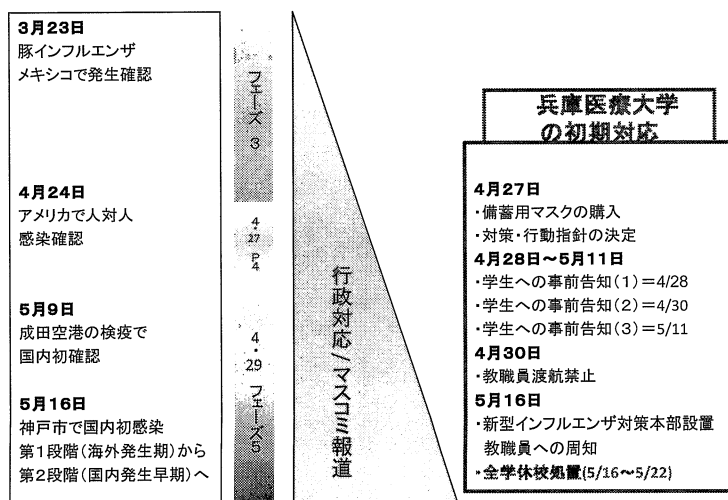 3月23日
豚インフルエンザ
メキシコで発生確認
4月24日
アメリカで人対人
感染確認
5月9日
成田空港の検疫で
国内初確認
5月16日
神戸市で国内初感染
第1段階(海外発生期)から
第2段階(国内発生早期)へ
フェーズ 3
4・27 P4
4・29 フェーズ5
行政対応/マスコミ報道
兵庫医療大学
の初期対応
4月27日
・備蓄用マスクの購入
・対策・行動指針の決定
4月28日～5月11日
・学生への事前告知(1)＝4/28
・学生への事前告知(2)＝4/30
・学生への事前告知(3)＝5/11
4月30日
・教職員渡航禁止
5月16日
・新型インフルエンザ対策本部設置
教職員への周知
・全学休校処置(5/16～5/22)